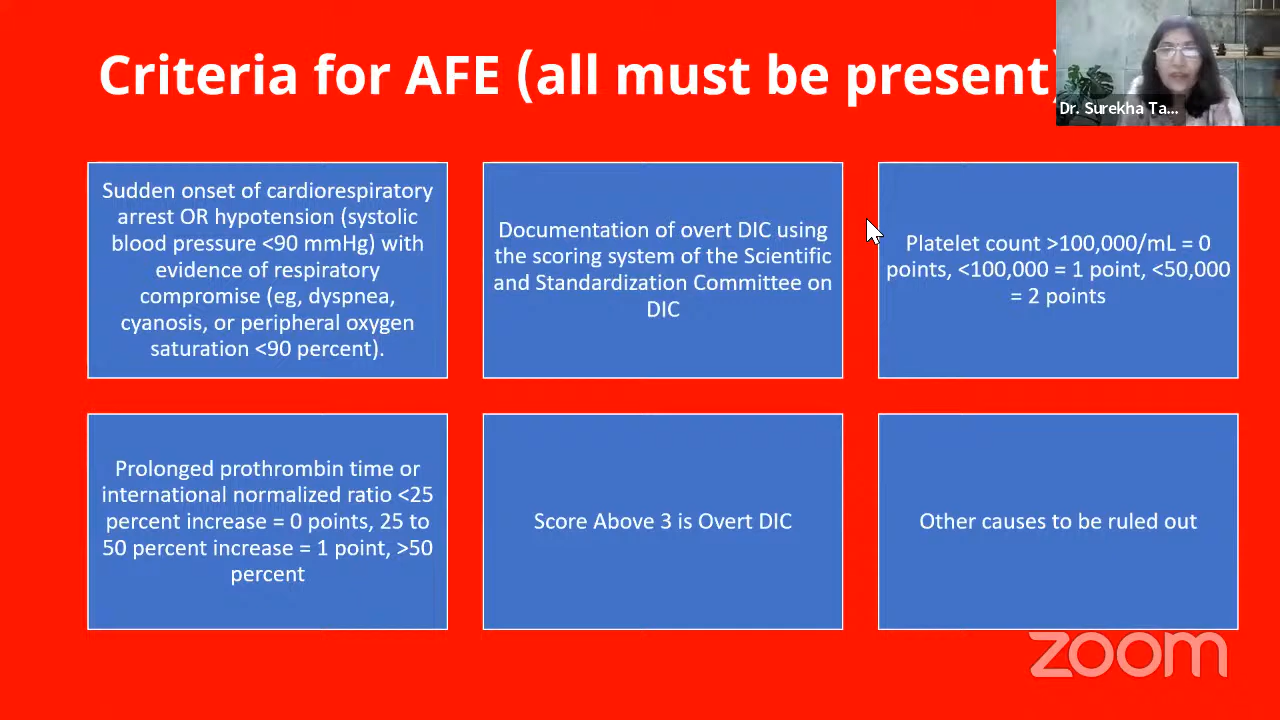 Criteria for AFE (all must be present)
Dr. Surekha Ta...
Sudden onset of cardiorespiratory
arrest OR hypotension (systolic
blood pressure <90 mmHg) with
evidence of respiratory
compromise (eg, dyspnea,
cyanosis, or peripheral oxygen
saturation <90 percent).
Documentation of overt DIC using
the scoring system of the Scientific
and Standardization Committee on
DIC
Platelet count >100,000/mL = 0
points, <100,000 = 1 point, <50,000
= 2 points
Prolonged prothrombin time or
international normalized ratio <25
percent increase = 0 points, 25 to
50 percent increase = 1 point, >50
percent
Score Above 3 is Overt DIC
Other causes to be ruled out
zoom